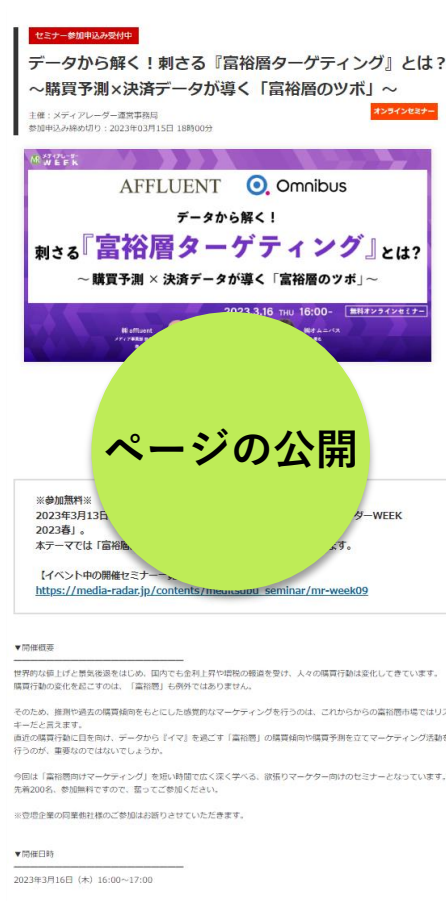 セミナー参加申込み受付中
データから解く！刺さる『富裕層ターゲティング』とは？
～購買予測×決済データが導く「富裕層のツボ」～
主催：メディアレーダー運営事務局
参加申込み締め切り：2023年03月15日 18時00分
オンラインセミナー
メディアレーダー
WEEK
AFFLUENT Omnibus
データから解く！
刺さる『富裕層ターゲティング』とは?
～ 購買予測 × 決済データが導く「富裕層のツボ」～
2023.3.16 THU 16:00- 無料オンラインセミナー
㈱ affluent ㈱オムニバス
ページの公開
※参加無料※
2023年3月13日 ダーWEEK
2023春」。
本テーマでは「富裕 ます。
【イベント中の開催セミナー一
https://media-radar.jp/contents/meditsubu_seminar/mr-week09
▼開催概要
世界的な値上げと景気後退をはじめ、国内でも金利上昇や増税の報道を受け、人々の購買行動は変化してきています。
購買行動の変化を起こすのは、「富裕層」も例外ではありません。
そのため、推測や過去の購買傾向をもとにした感覚的なマーケティングを行うのは、これからからの富裕層市場ではリス
キーだと言えます。
直近の購買行動に目を向け、データから『イマ』を過ごす「富裕層」の購買傾向や購買予測を立てマーケティング活動を
行うのが、重要なのではないでしょうか。
今回は「富裕層向けマーケティング」を短い時間で広く深く学べる、欲張りマーケター向けのセミナーとなっています。
先着200名、参加無料ですので、奮ってご参加ください。
※登壇企業の同業他社様のご参加はお断りさせていただきます。
▼開催日時
2023年3月16日（木）16:00～17:00